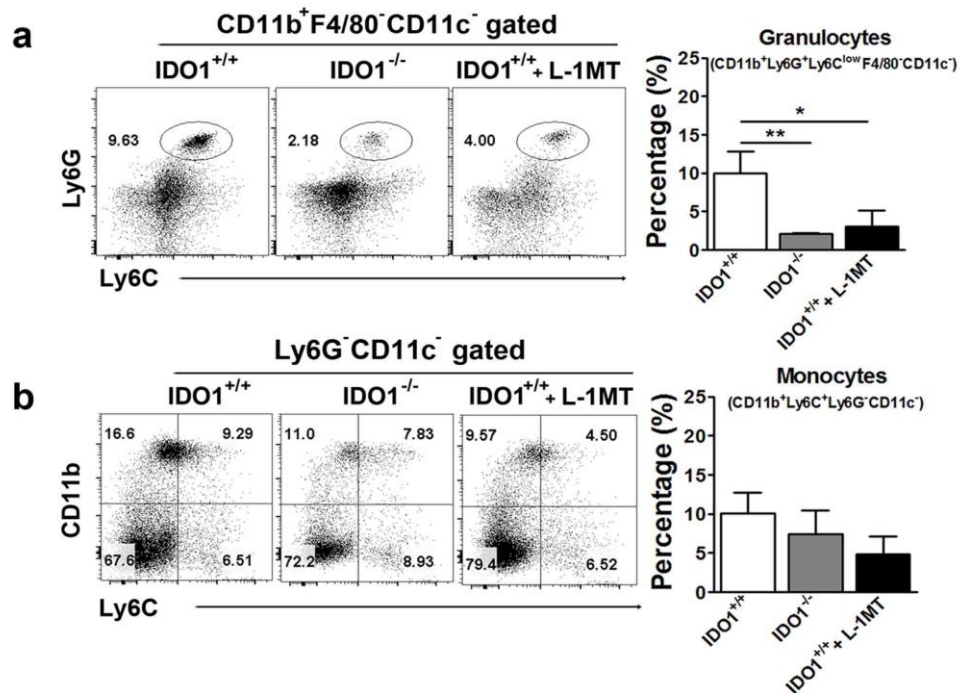 a
CD11b+F4/80-CD11c- gated
IDO1+/+ IDO1-/- IDO1+/+ + L-1MT
9.63 2.18 4.00
Ly6G
Ly6C
Granulocytes
(CD11b+Ly6G+Ly6ClowF4/80-CD11c-)
Percentage (%)
25
20
15
10
5
0
*
**
IDO1+/+ IDO1-/- IDO1+/+ + L-1MT
b
Ly6G-CD11c- gated
IDO1+/+ IDO1-/- IDO1+/+ + L-1MT
16.6 9.29 11.0 7.83 9.57 4.50
CD11b
67.6 6.51 72.2 8.93 79.4 6.52
Ly6C
Monocytes
(CD11b+Ly6C+Ly6G-CD11c-)
Percentage (%)
25
20
15
10
5
0
IDO1+/+ IDO1-/- IDO1+/+ + L-1MT